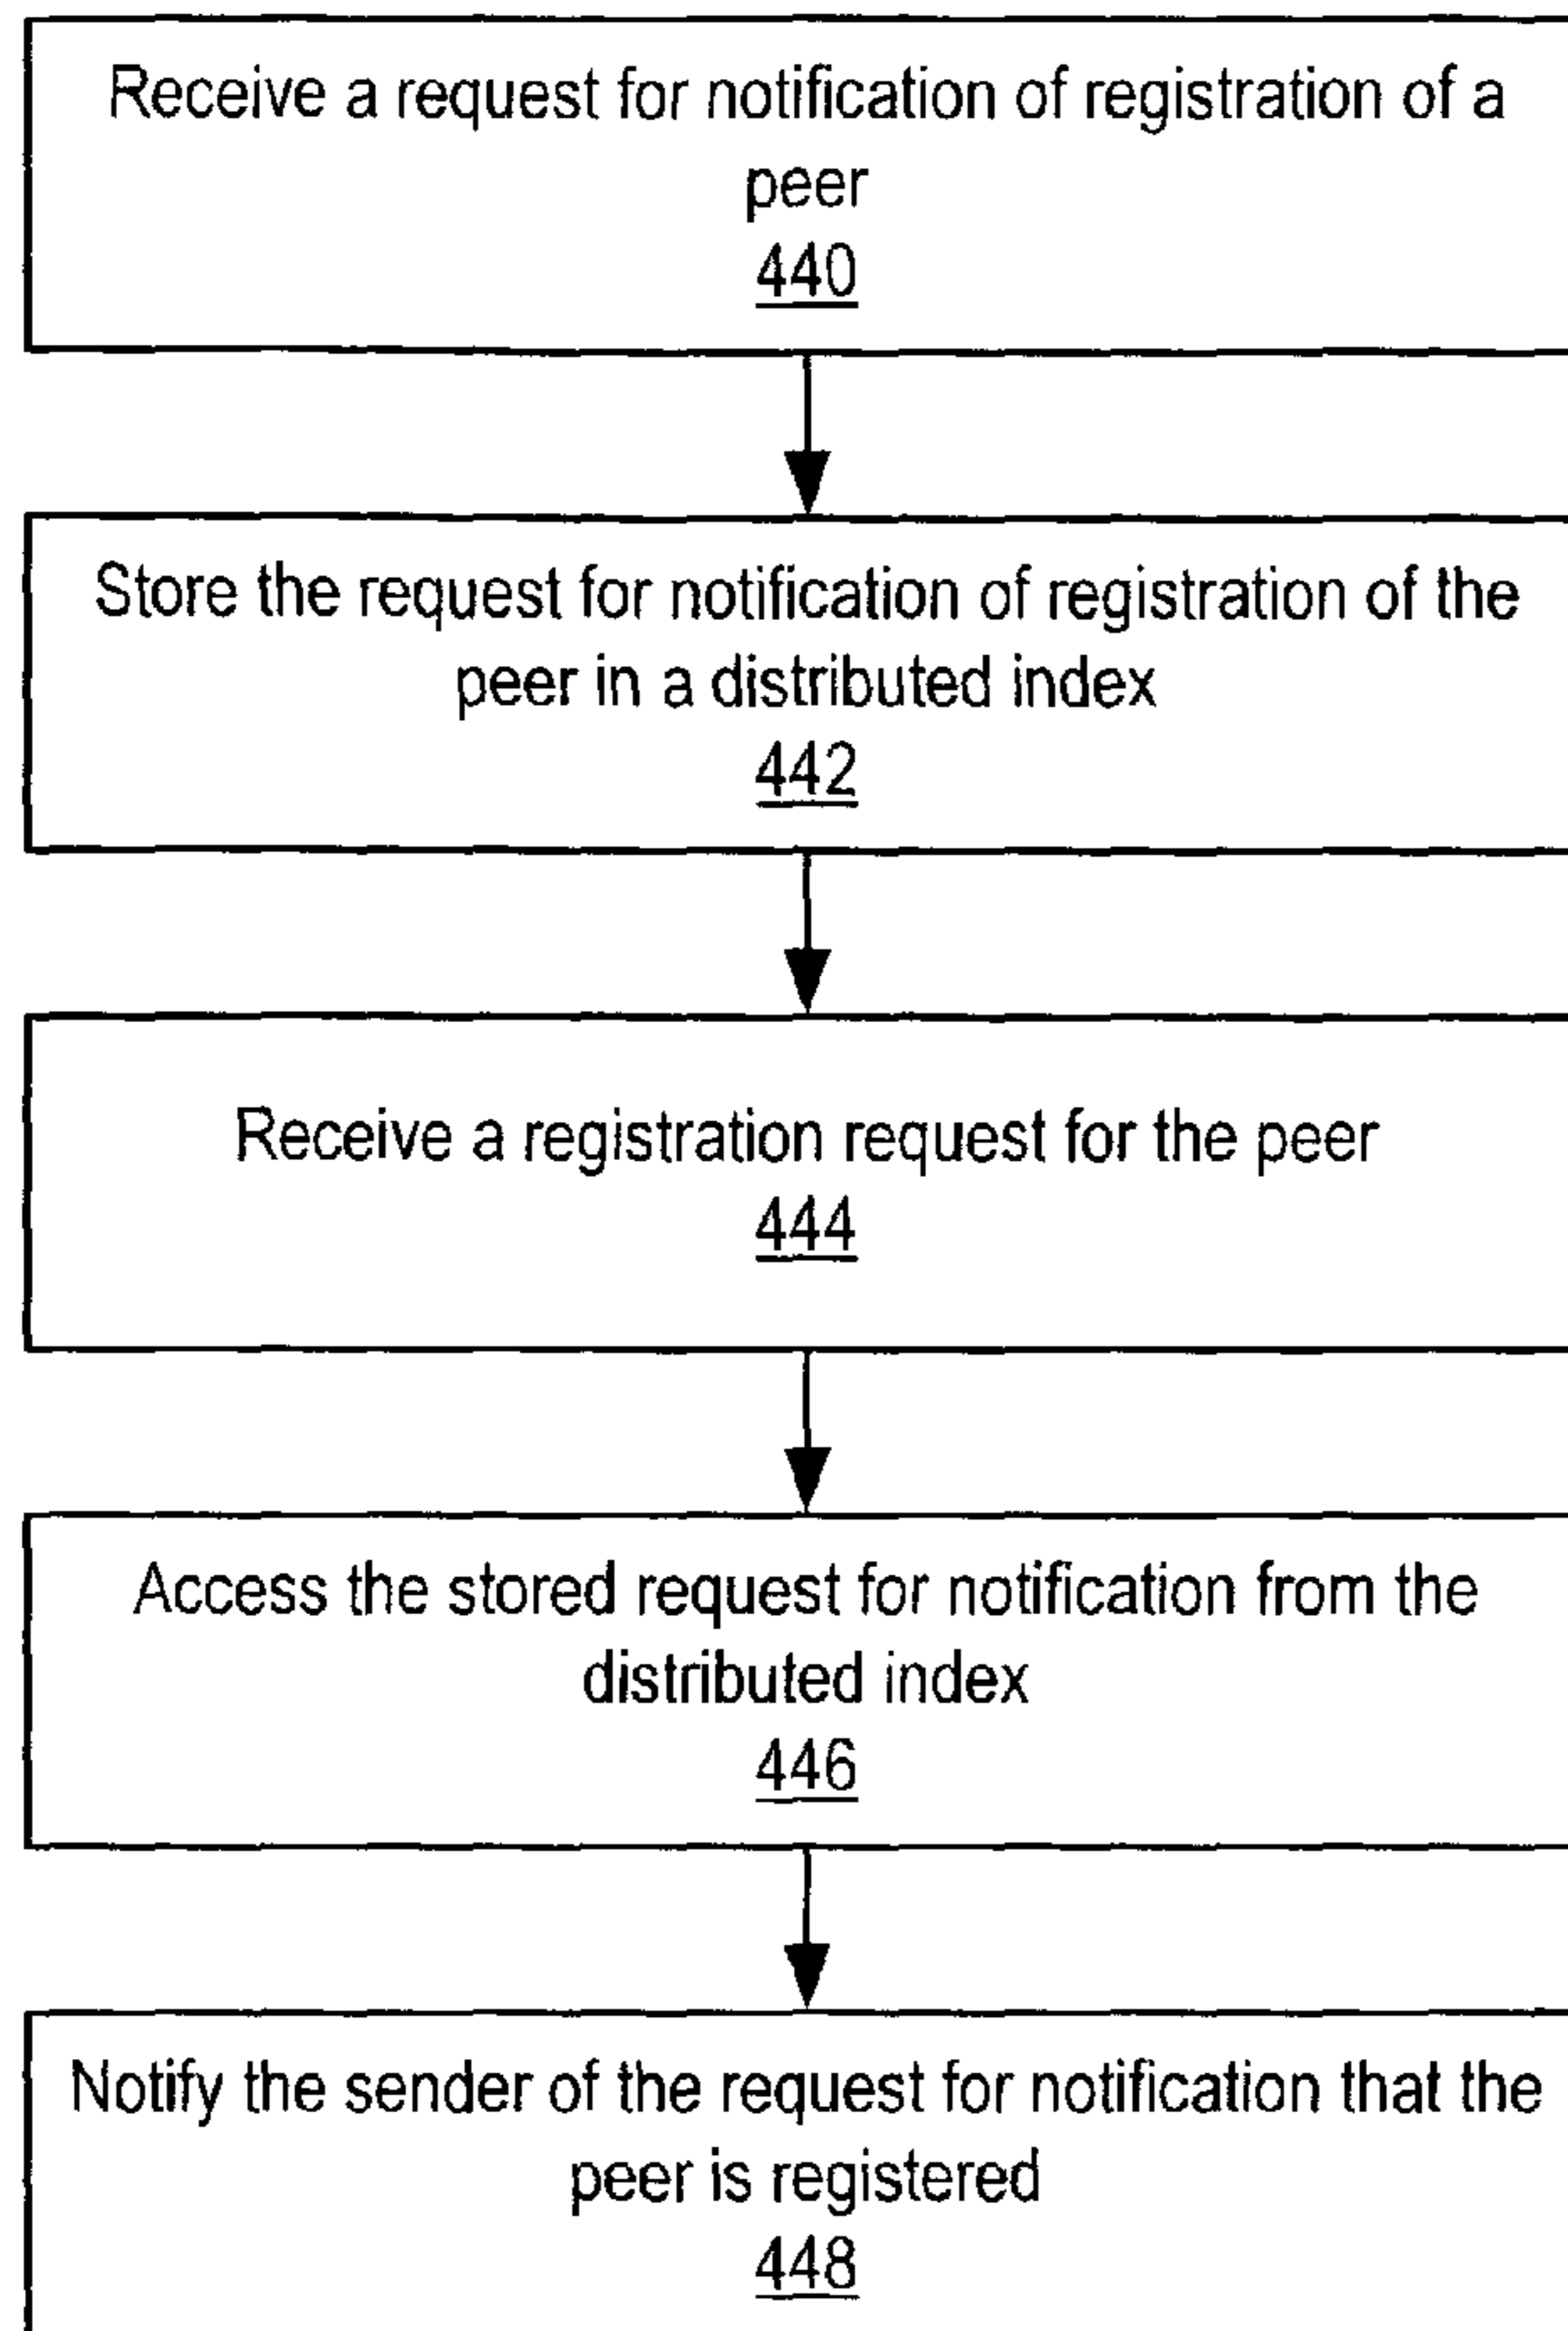 Receive a request for notification of registration of a
peer
440
Store the request for notification of registration of the
peer in a distributed index
442
Receive a registration request for the peer
444
Access the stored request for notification from the
distributed index
446
Notify the sender of the request for notification that the
peer is registered
448